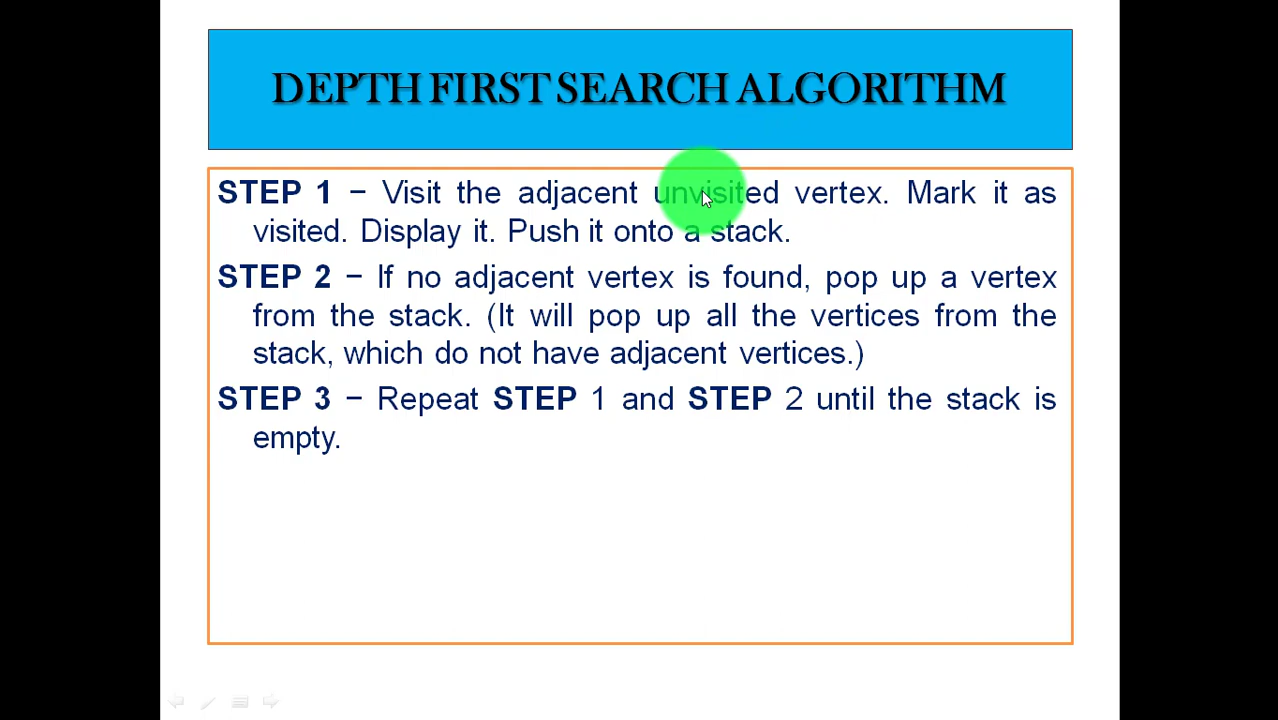 DEPTH FIRST SEARCH ALGORITHM
STEP 1 − Visit the adjacent unvisited vertex. Mark it as
visited. Display it. Push it onto a stack.
STEP 2 − If no adjacent vertex is found, pop up a vertex
from the stack. (It will pop up all the vertices from the
stack, which do not have adjacent vertices.)
STEP 3 − Repeat STEP 1 and STEP 2 until the stack is
empty.